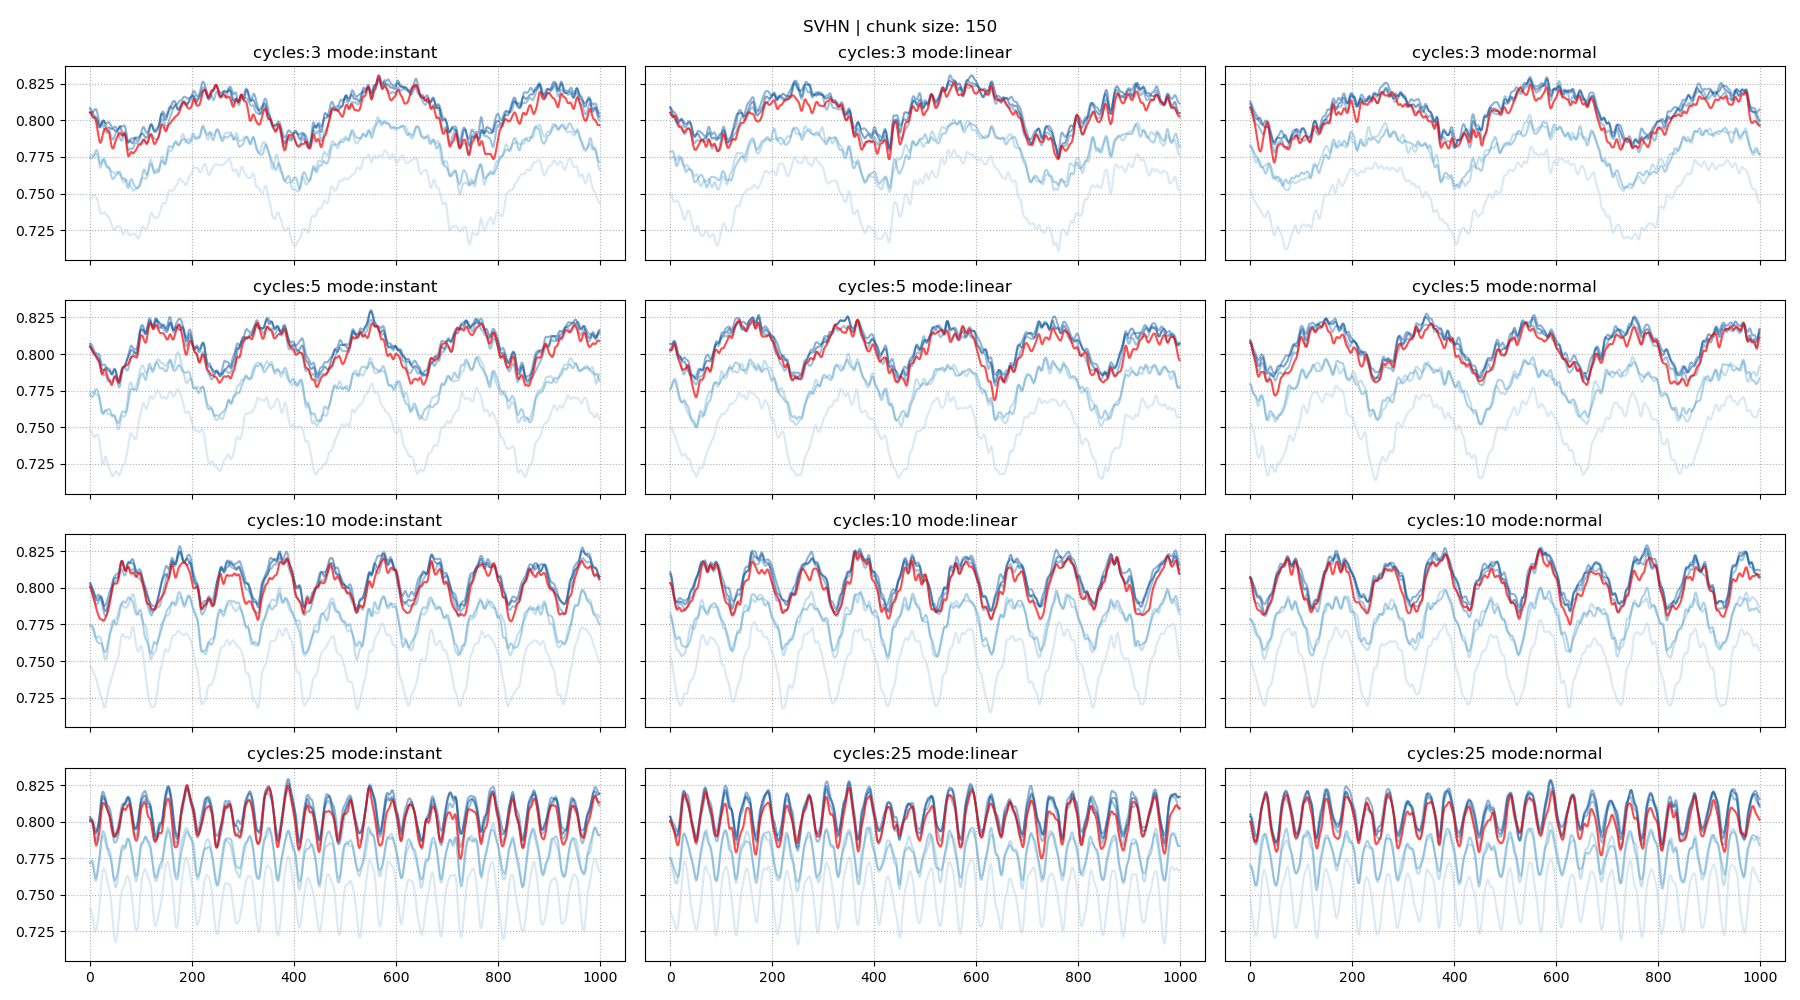 SVHN | chunk size: 150
cycles:3 mode:instant
cycles:3 mode:linear
cycles:3 mode:normal
0.825
0.800
0.775
0.750
0.725
cycles:5 mode:instant
cycles:5 mode:linear
cycles:5 mode:normal
0.825
0.800
0.775
0.750
0.725
cycles:10 mode:instant
cycles:10 mode:linear
cycles:10 mode:normal
0.825
0.800
0.775
0.750
0.725
cycles:25 mode:instant
cycles:25 mode:linear
cycles:25 mode:normal
0.825
0.800
0.775
0.750
0.725
0 200 400 600 800 1000
0 200 400 600 800 1000
0 200 400 600 800 1000